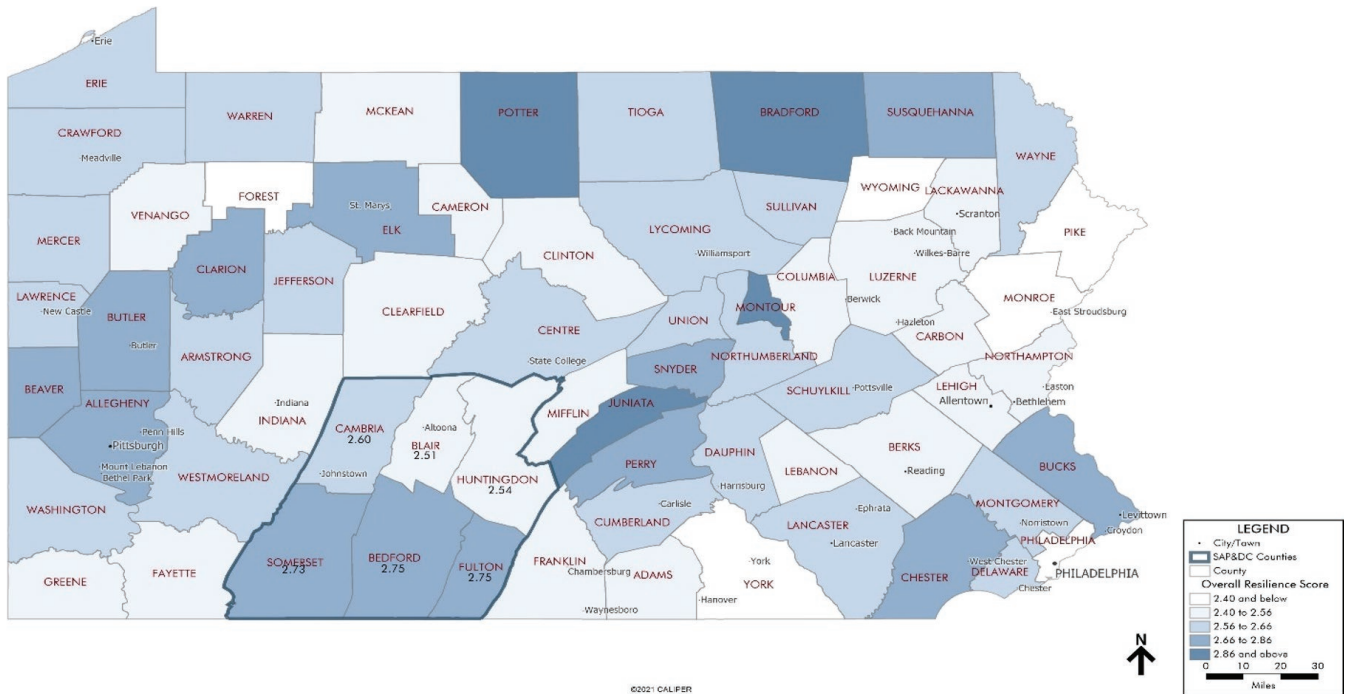 Erie
ERIE
WARREN
MCKEAN
POTTER
TIOGA
BRADFORD
SUSQUEHANNA
CRAWFORD
Meadville
WAYNE
FOREST
WYOMING
LACKAWANNA
VENANGO
St. Marys
ELK
CAMERON
SULLIVAN
Scranton
MERCER
LYCOMING
Back Mountain
PIKE
Williamsport
Wilkes-Barre
CLARION
CLINTON
JEFFERSON
COLUMBIA
LUZERNE
LAWRENCE
New Castle
MONROE
Berwick
East Stroudsburg
BUTLER
CLEARFIELD
MONTOUR
UNION
Hazleton
CENTRE
CARBON
Butler
ARMSTRONG
State College
NORTHUMBERLAND
NORTHAMPTON
SNYDER
BEAVER
SCHUYLKILL
Pottsville
LEHIGH
Easton
ALLEGHENY
Indiana
JUNIATA
Allentown
Bethlehem
INDIANA
MIFFLIN
Penn Hills
CAMBRIA
2.60
Altoona
BLAIR
2.51
Pittsburgh
BERKS
DAUPHIN
Mount Lebanon
Bethel Park
PERRY
LEBANON
Reading
BUCKS
WESTMORELAND
Johnstown
HUNTINGDON
2.54
Harrisburg
WASHINGTON
Carlisle
MONTGOMERY
Ephrata
CUMBERLAND
LANCASTER
Norristown
Levittown
Croydon
Lancaster
PHILADELPHIA
SOMERSET
2.73
BEDFORD
2.75
FULTON
2.75
FRANKLIN
York
West Chester
GREENE
FAYETTE
Chambersburg
ADAMS
YORK
CHESTER
DELAWARE
PHILADELPHIA
Chester
Waynesboro
Hanover
LEGEND
City/Town
SAP&DC Counties
County
Overall Resilience Score
2.40 and below
2.40 to 2.56
2.56 to 2.66
2.66 to 2.86
2.86 and above
0 10 20 30
Miles
N
©2021 CALIPER